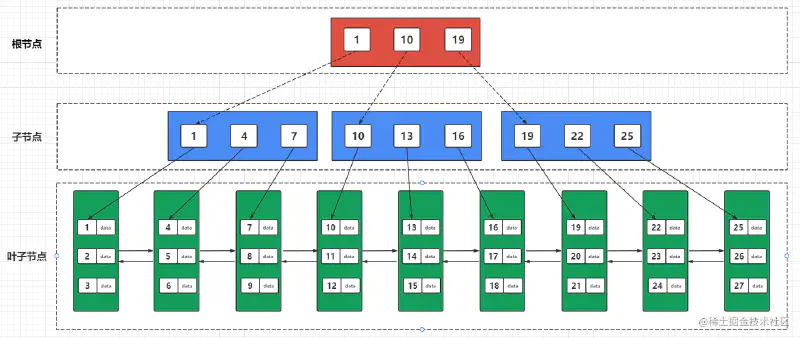 根节点
1 10 19
子节点
1 4 7 10 13 16 19 22 25
叶子节点
1 data 4 data 7 data 10 data 13 data 16 data 19 data 22 data 25 data
2 data 5 data 8 data 11 data 14 data 17 data 20 data 23 data 26 data
3 data 6 data 9 data 12 data 15 data 18 data 21 data 24 data 27 data
@稀土掘金技术社区